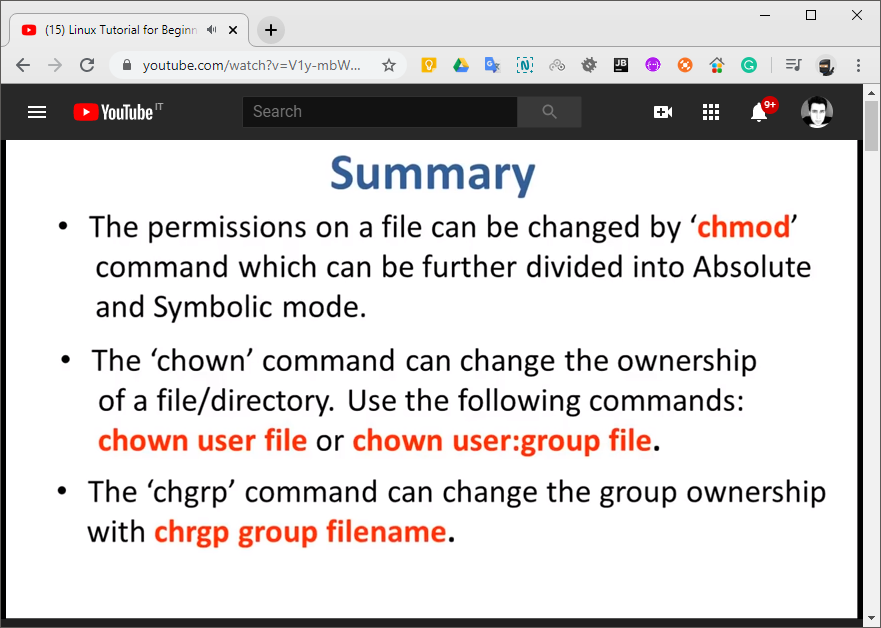 (15) Linux Tutorial for Beginn
youtube.com/watch?v=V1y-mbW...
JB
YouTube IT
Search
9+
Summary
• The permissions on a file can be changed by ‘chmod’
command which can be further divided into Absolute
and Symbolic mode.
• The ‘chown’ command can change the ownership
of a file/directory. Use the following commands:
chown user file or chown user:group file.
• The ‘chgrp’ command can change the group ownership
with chrgp group filename.